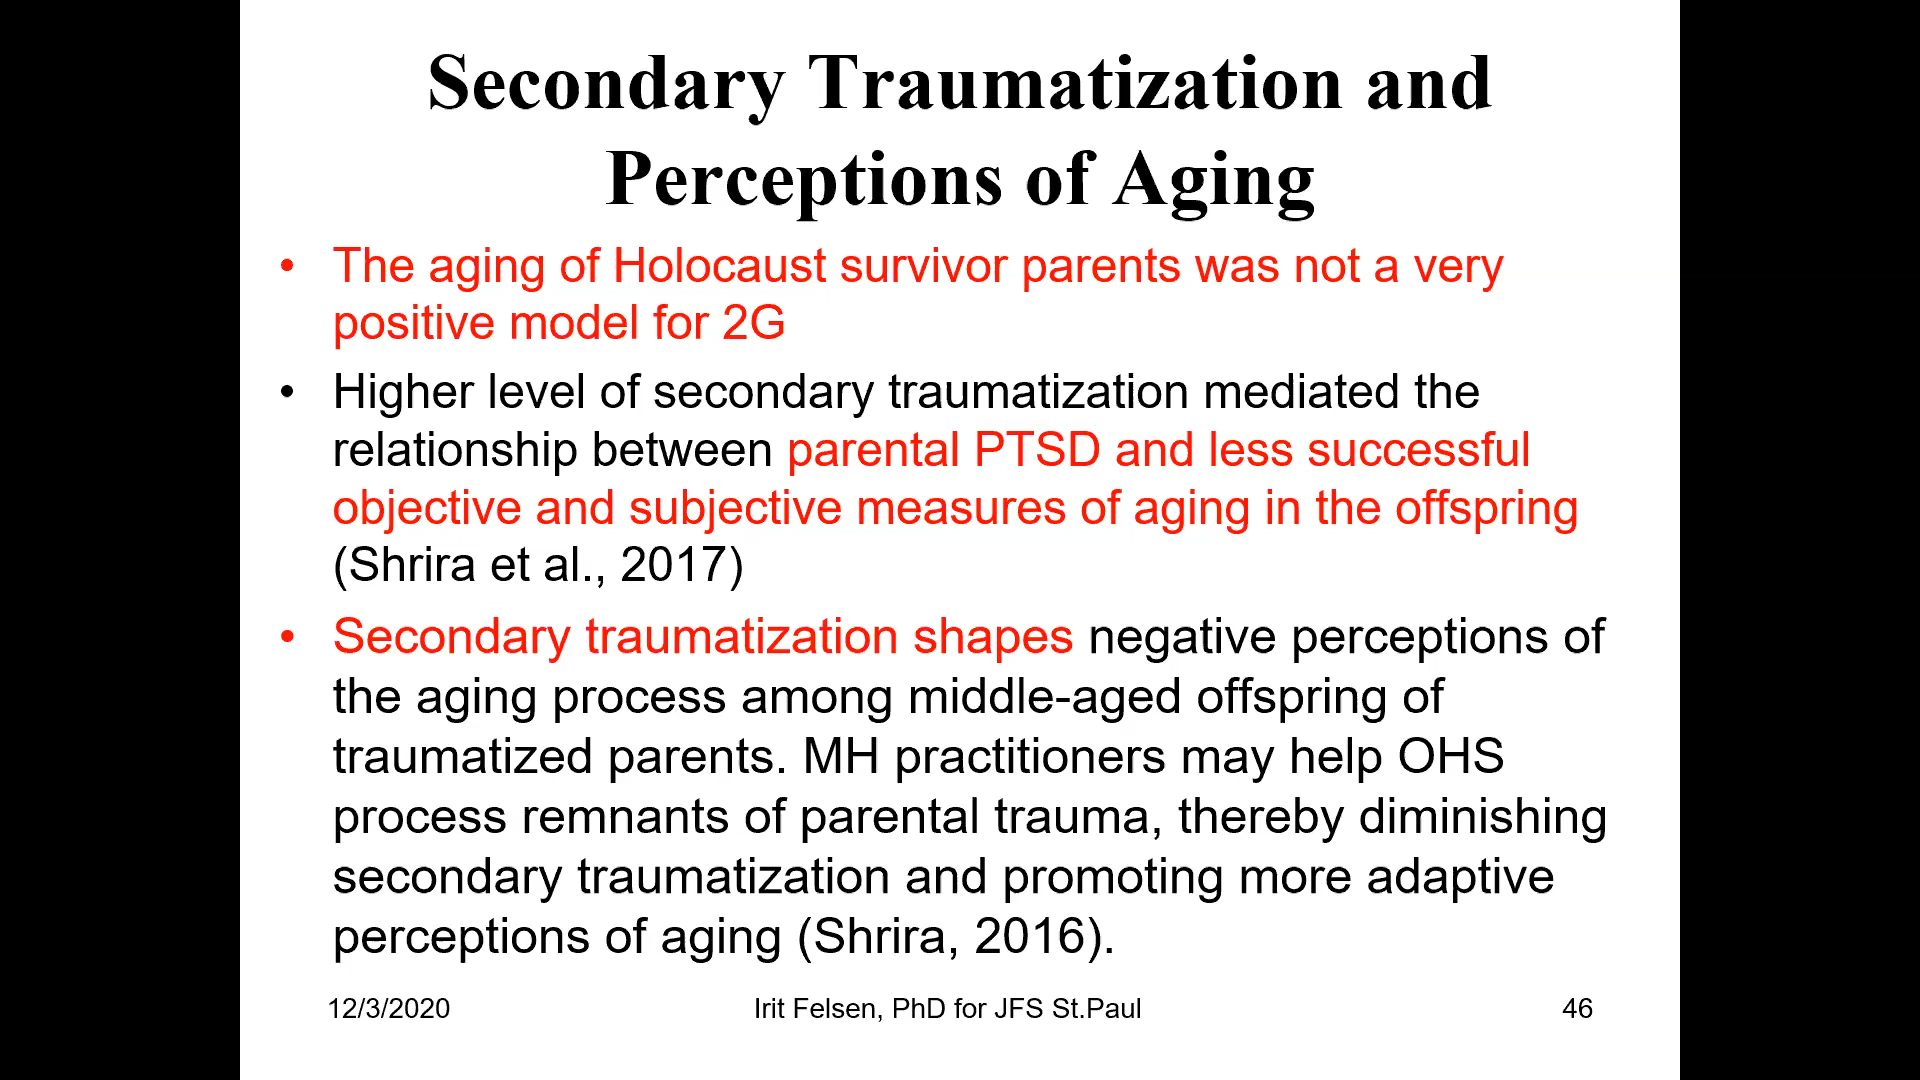 Secondary Traumatization and
Perceptions of Aging
• The aging of Holocaust survivor parents was not a very
positive model for 2G
• Higher level of secondary traumatization mediated the
relationship between parental PTSD and less successful
objective and subjective measures of aging in the offspring
(Shrira et al., 2017)
• Secondary traumatization shapes negative perceptions of
the aging process among middle-aged offspring of
traumatized parents. MH practitioners may help OHS
process remnants of parental trauma, thereby diminishing
secondary traumatization and promoting more adaptive
perceptions of aging (Shrira, 2016).
12/3/2020 Irit Felsen, PhD for JFS St.Paul 46